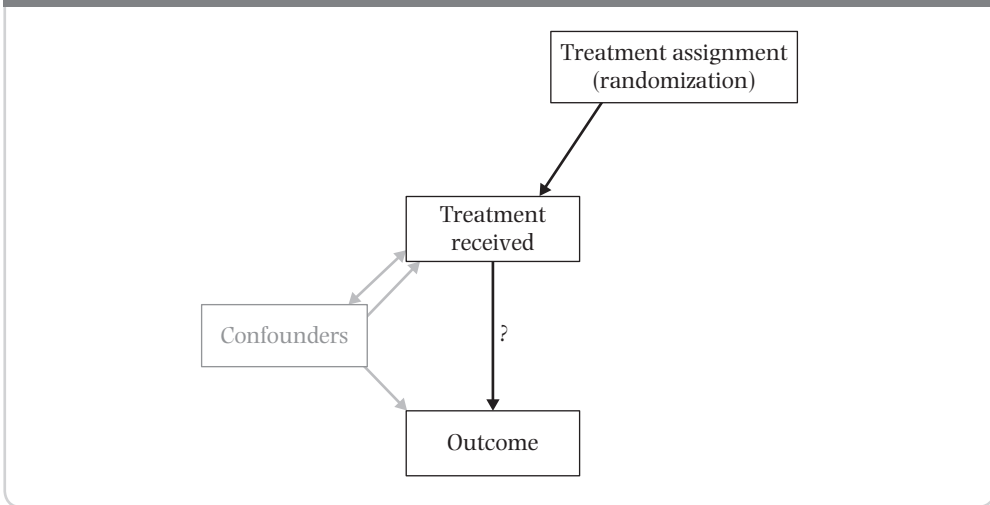 Treatment assignment
(randomization)
Treatment
received
Confounders
?
Outcome